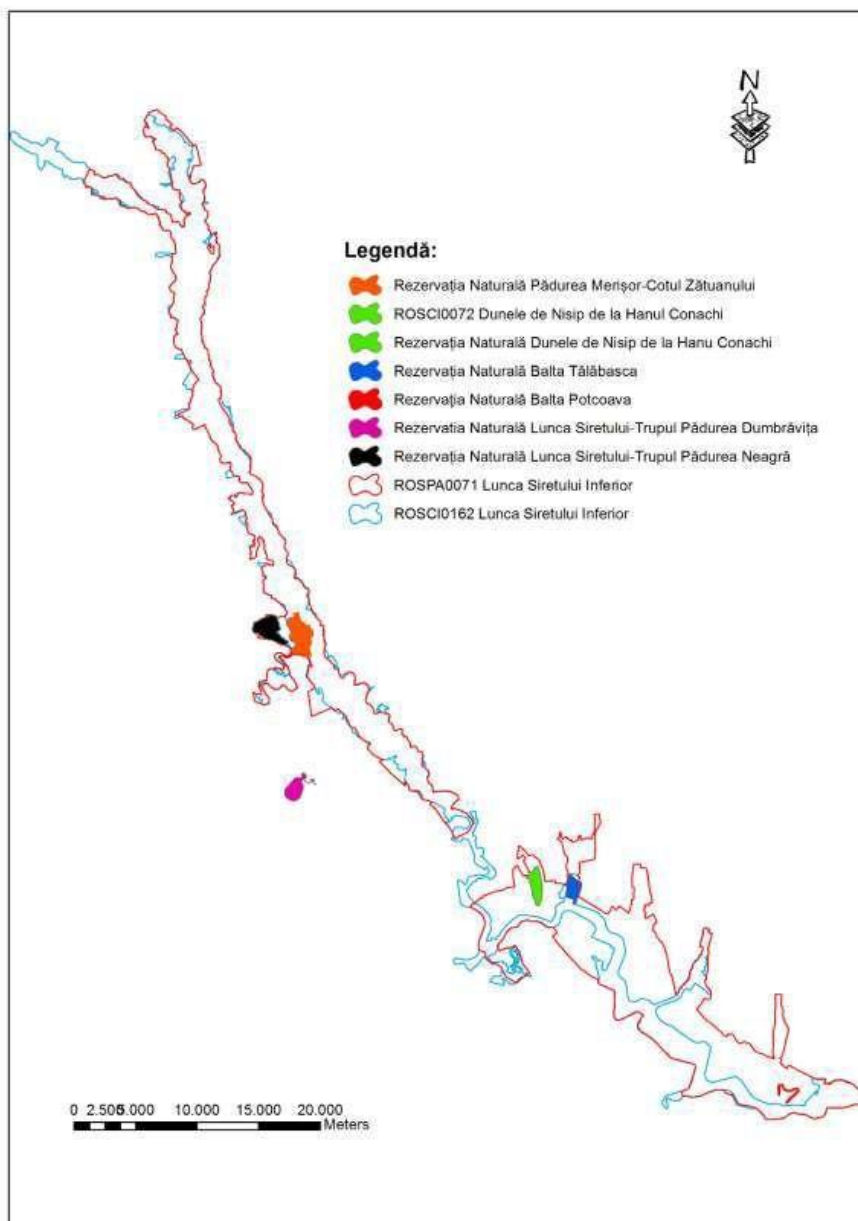 N
Legendă:
Rezervația Naturală Pădurea Merișor-Cotul Zătuanului
ROSCI0072 Dunele de Nisip de la Hanul Conachi
Rezervația Naturală Dunele de Nisip de la Hanu Conachi
Rezervația Naturală Balta Tălăbasca
Rezervația Naturală Balta Potcoava
Rezervatia Naturală Lunca Siretului-Trupul Pădurea Dumbrăvița
Rezervația Naturală Lunca Siretului-Trupul Pădurea Neagră
ROSPA0071 Lunca Siretului Inferior
ROSCI0162 Lunca Siretului Inferior
0 2.500 5.000 10.000 15.000 20.000
Meters